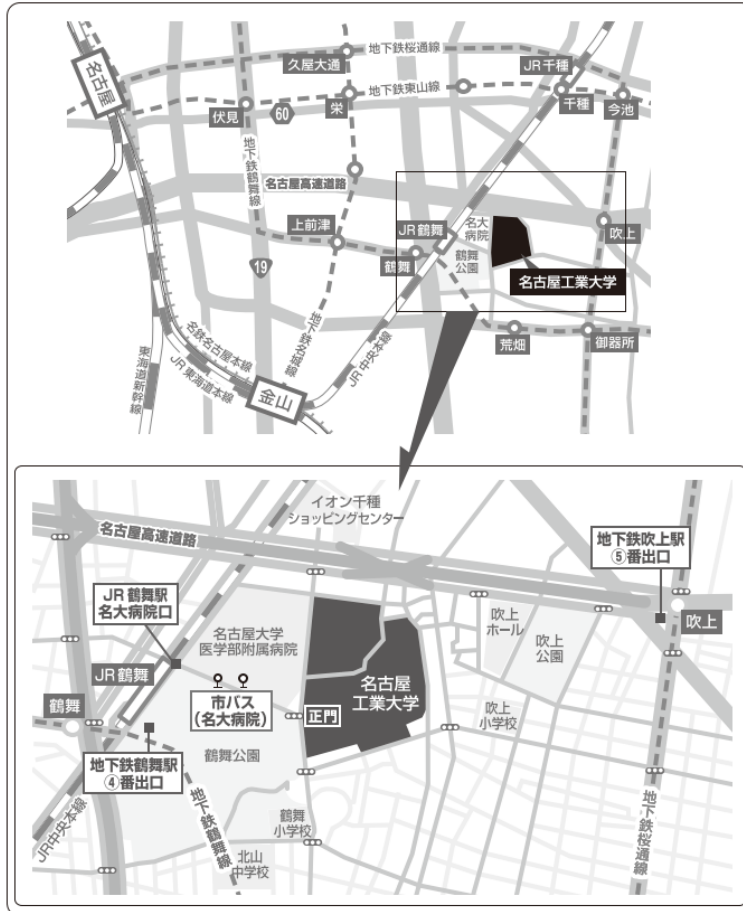 地下鉄桜通線
久屋大通
JR千種
名古屋
地下鉄東山線
伏見
60
栄
千種
今池
地下鉄鶴舞線
名古屋高速道路
上前津
JR鶴舞
名大
病院
吹上
鶴舞
鶴舞
公園
19
名古屋工業大学
地下鉄名城線
名鉄名古屋本線
JR東海道本線
東海道新幹線
JR中央本線
荒畑
御器所
金山
イオン千種
ショッピングセンター
名古屋高速道路
地下鉄吹上駅
⑤番出口
JR鶴舞駅
名大病院口
名古屋大学
医学部附属病院
吹上
ホール
吹上
公園
吹上
JR鶴舞
名古屋
工業大学
市バス
(名大病院)
鶴舞
正門
吹上
小学校
鶴舞公園
地下鉄鶴舞駅
④番出口
地下鉄鶴舞線
鶴舞
小学校
地下鉄桜通線
JR中央本線
北山
中学校